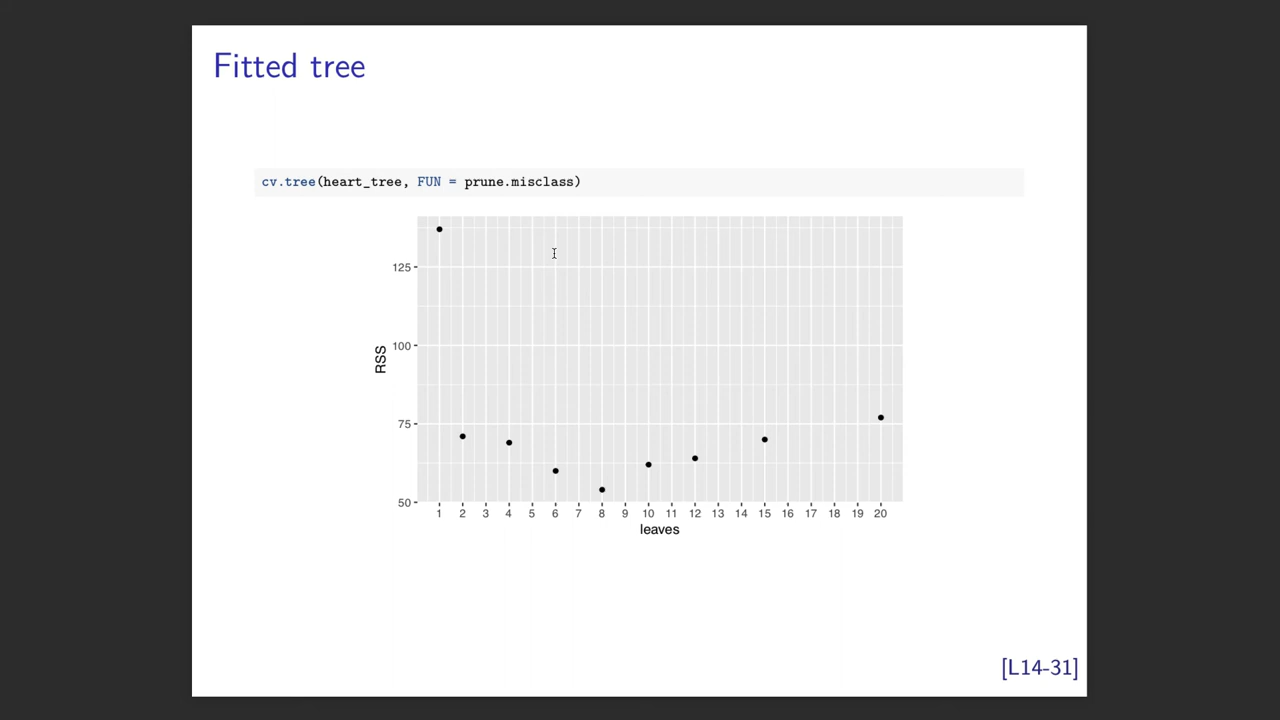 Fitted tree
cv.tree(heart_tree, FUN = prune.misclass)
125
100
75
50
RSS
1 2 3 4 5 6 7 8 9 10 11 12 13 14 15 16 17 18 19 20
leaves
[L14-31]